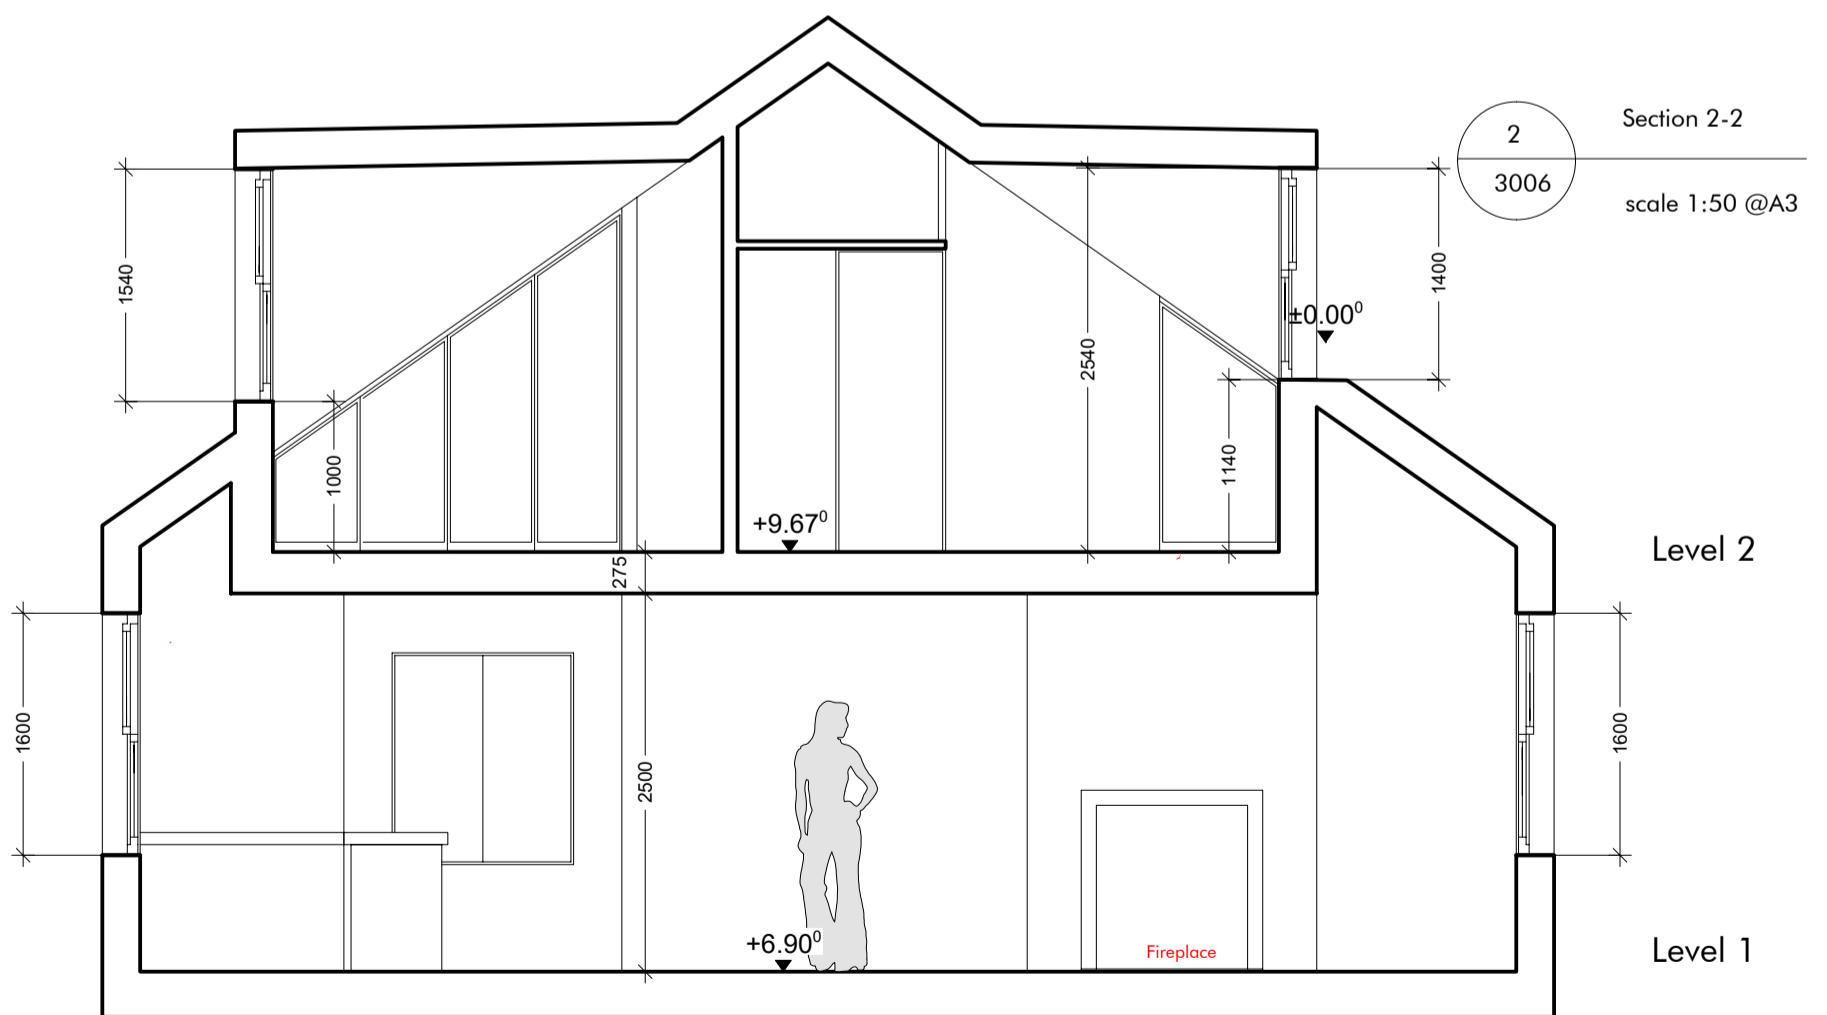 2
3006
Section 2-2
scale 1:50 @A3
1540
1000
275
+9.67⁰
2540
1140
±0.00⁰
1400
Level 2
1600
2500
1600
+6.90⁰
Fireplace
Level 1